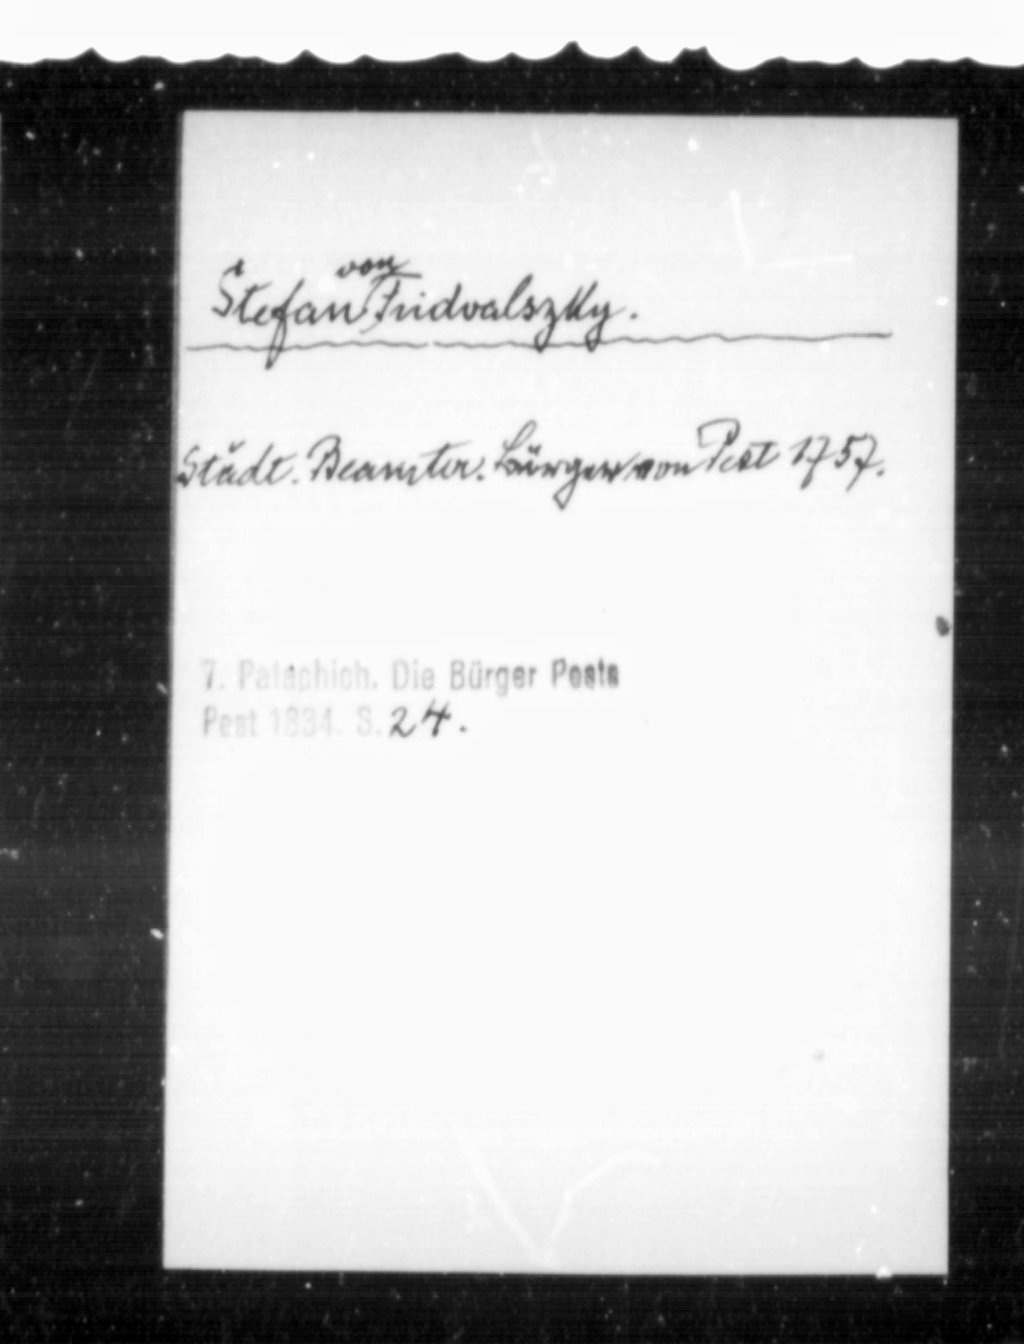 Stefan von Fridvalszky.
Städt. Beamter. Bürger von Pest 1757.
7. Pataphich. Die Bürger Pests
Pest 1834. S. 24.